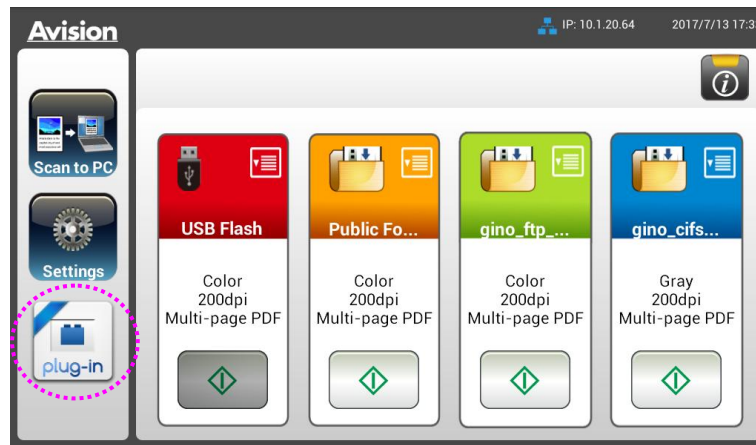 Avision
IP: 10.1.20.64
2017/7/13 17:3
Scan to PC
Settings
plug-in
i
USB Flash
Color
200dpi
Multi-page PDF
Public Fo...
Color
200dpi
Multi-page PDF
gino_ftp_...
Color
200dpi
Multi-page PDF
gino_cifs...
Gray
200dpi
Multi-page PDF